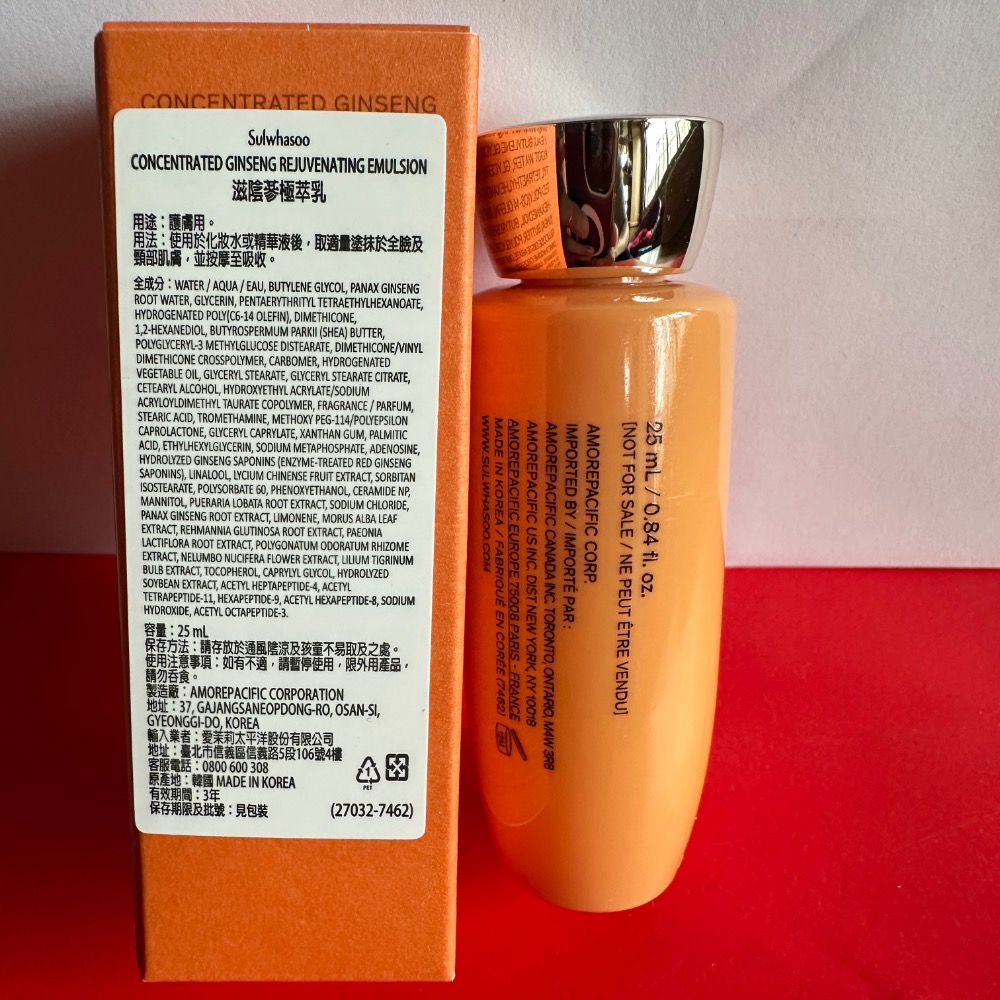 CONCENTRATED GINSENG
Sulwhasoo
CONCENTRATED GINSENG REJUVENATING EMULSION
滋陰蔘極萃乳
用途：護膚用。
用法：使用於化妝水或精華液後，取適量塗抹於全臉及
頸部肌膚，並按摩至吸收。
全成分：WATER / AQUA / EAU, BUTYLENE GLYCOL, PANAX GINSENG
ROOT WATER, GLYCERIN, PENTAERYTHRITYL TETRAETHYLHEXANOATE,
HYDROGENATED POLY(C6-14 OLEFIN), DIMETHICONE,
1,2-HEXANEDIOL, BUTYROSPERMUM PARKII (SHEA) BUTTER,
POLYGLYCERYL-3 METHYLGLUCOSE DISTEARATE, DIMETHICONE/VINYL
DIMETHICONE CROSSPOLYMER, CARBOMER, HYDROGENATED
VEGETABLE OIL, GLYCERYL STEARATE, GLYCERYL STEARATE CITRATE,
CETEARYL ALCOHOL, HYDROXYETHYL ACRYLATE/SODIUM
ACRYLOYLDIMETHYL TAURATE COPOLYMER, FRAGRANCE / PARFUM,
STEARIC ACID, TROMETHAMINE, METHOXY PEG-114/POLYEPSILON
CAPROLACTONE, GLYCERYL CAPRYLATE, XANTHAN GUM, PALMITIC
ACID, ETHYLHEXYLGLYCERIN, SODIUM METAPHOSPHATE, ADENOSINE,
HYDROLYZED GINSENG SAPONINS (ENZYME-TREATED RED GINSENG
SAPONINS), LINALOOL, LYCIUM CHINENSE FRUIT EXTRACT, SORBITAN
ISOSTEARATE, POLYSORBATE 60, PHENOXYETHANOL, CERAMIDE NP,
MANNITOL, PUERARIA LOBATA ROOT EXTRACT, SODIUM CHLORIDE,
PANAX GINSENG ROOT EXTRACT, LIMONENE, MORUS ALBA LEAF
EXTRACT, REHMANNIA GLUTINOSA ROOT EXTRACT, PAEONIA
LACTIFLORA ROOT EXTRACT, POLYGONATUM ODORATUM RHIZOME
EXTRACT, NELUMBO NUCIFERA FLOWER EXTRACT, LILIUM TIGRINUM
BULB EXTRACT, TOCOPHEROL, CAPRYLYL GLYCOL, HYDROLYZED
SOYBEAN EXTRACT, ACETYL HEPTAPEPTIDE-4, ACETYL
TETRAPEPTIDE-11, HEXAPEPTIDE-9, ACETYL HEXAPEPTIDE-8, SODIUM
HYDROXIDE, ACETYL OCTAPEPTIDE-3.
容量：25 mL
保存方法：請存放於通風陰涼及孩童不易取及之處。
使用注意事項：如有不適，請暫停使用，限外用產品，
請勿吞食。
製造廠：AMOREPACIFIC CORPORATION
地址：37, GAJANGSANEOPDONG-RO, OSAN-SI,
GYEONGGI-DO, KOREA
輸入業者：愛茉莉太平洋股份有限公司
地址：臺北市信義區信義路5段106號4樓
客服電話：0800 600 308
原產地：韓國 MADE IN KOREA
有效期間：3年
保存期限及批號：見包裝
1
PET
(27032-7462)
25 mL / 0.84 fl. oz.
[NOT FOR SALE / NE PEUT ÊTRE VENDU]
AMOREPACIFIC CORP.
IMPORTED BY / IMPORTÉ PAR :
AMOREPACIFIC CANADA INC. TORONTO, ONTARIO, M4W 3R8
AMOREPACIFIC US INC. DIST NEW YORK, NY 10018
AMOREPACIFIC EUROPE 75008 PARIS - FRANCE
MADE IN KOREA / FABRIQUÉ EN CORÉE (7462)
WWW.SULWHASOO.COM